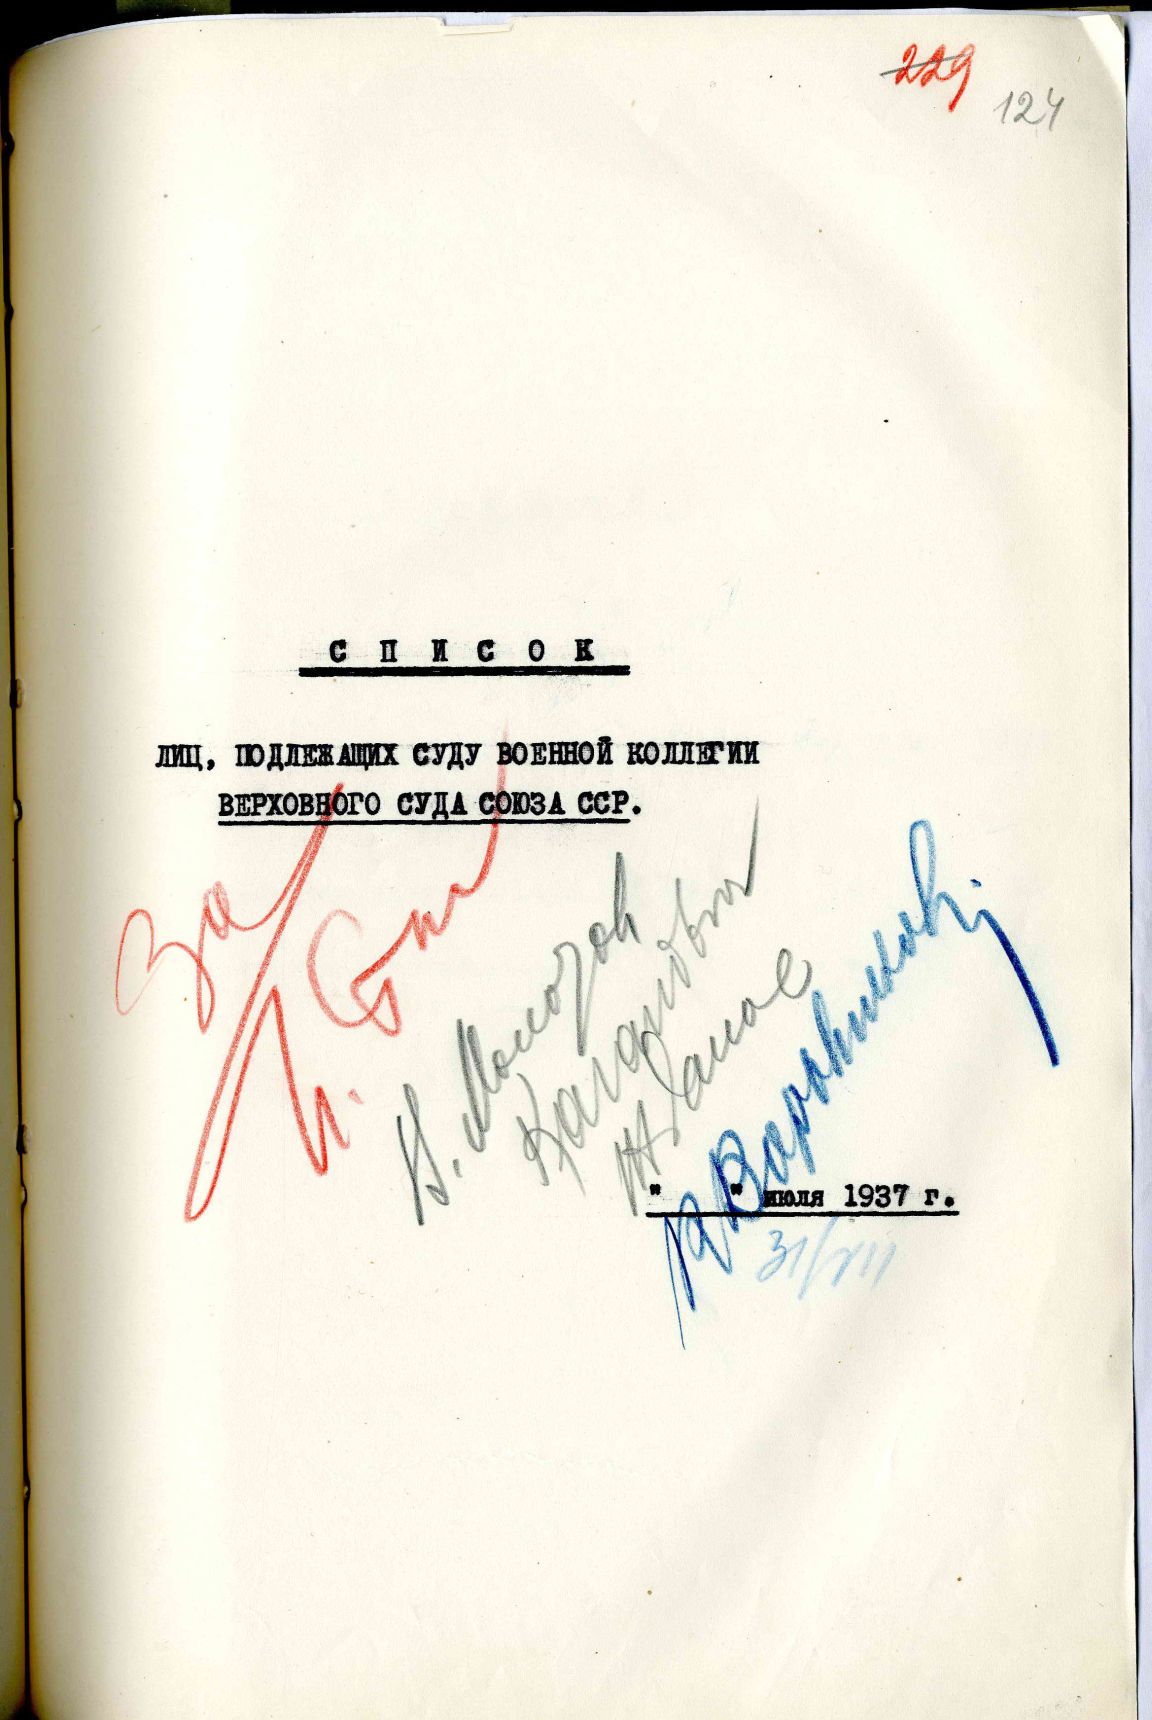 229
124
СПИСОК
ЛИЦ, ПОДЛЕЖАЩИХ СУДУ ВОЕННОЙ КОЛЛЕГИИ
ВЕРХОВНОГО СУДА СОЮЗА ССР.
За
И. Ст
В. Молотов
Каганович
К Ворошилов
" " июля 1937 г.
31/VII